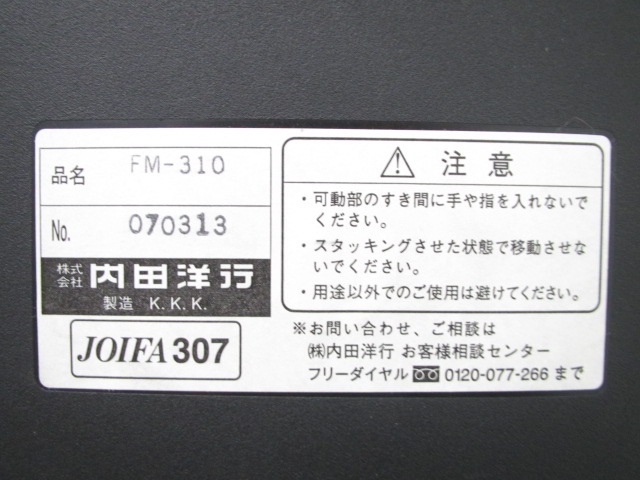 品名 FM-310
No. 070313
株式会社 内田洋行
製造 K.K.K.
JOIFA 307
⚠ 注意
・可動部のすき間に手や指を入れないで
ください。
・スタッキングさせた状態で移動させな
いでください。
・用途以外でのご使用は避けてください。
※お問い合わせ、ご相談は
㈱内田洋行 お客様相談センター
フリーダイヤル 0120-077-266 まで